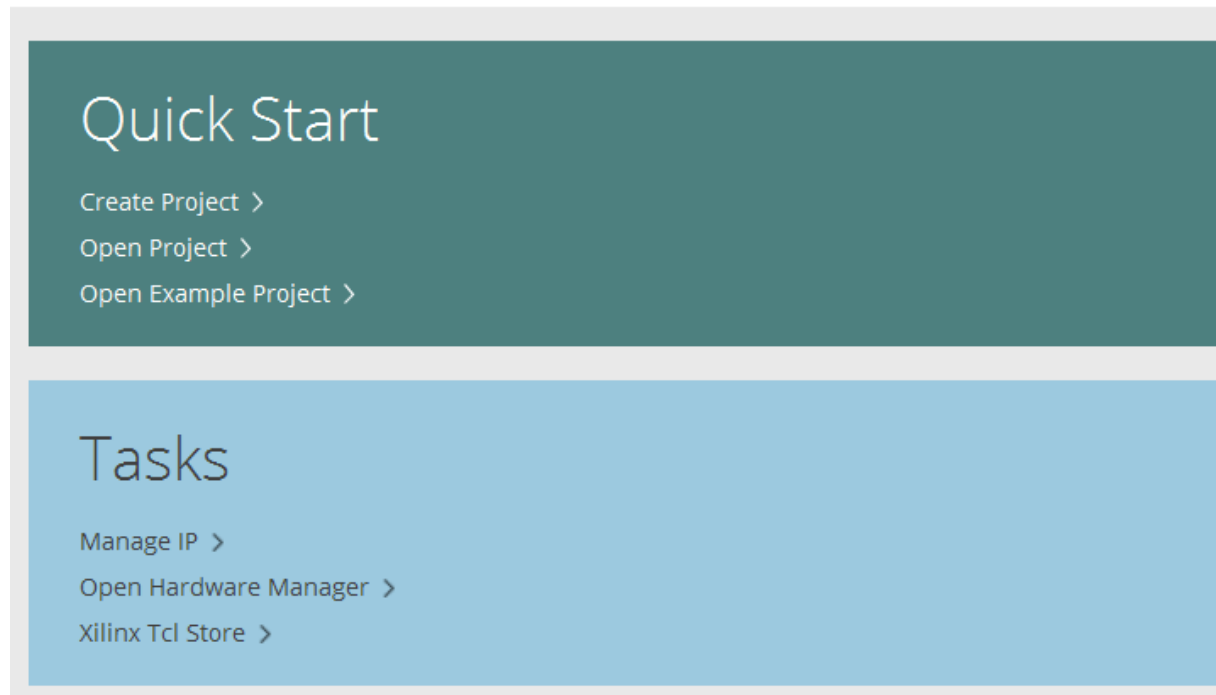 Quick Start
Create Project >
Open Project >
Open Example Project >
Tasks
Manage IP >
Open Hardware Manager >
Xilinx Tcl Store >